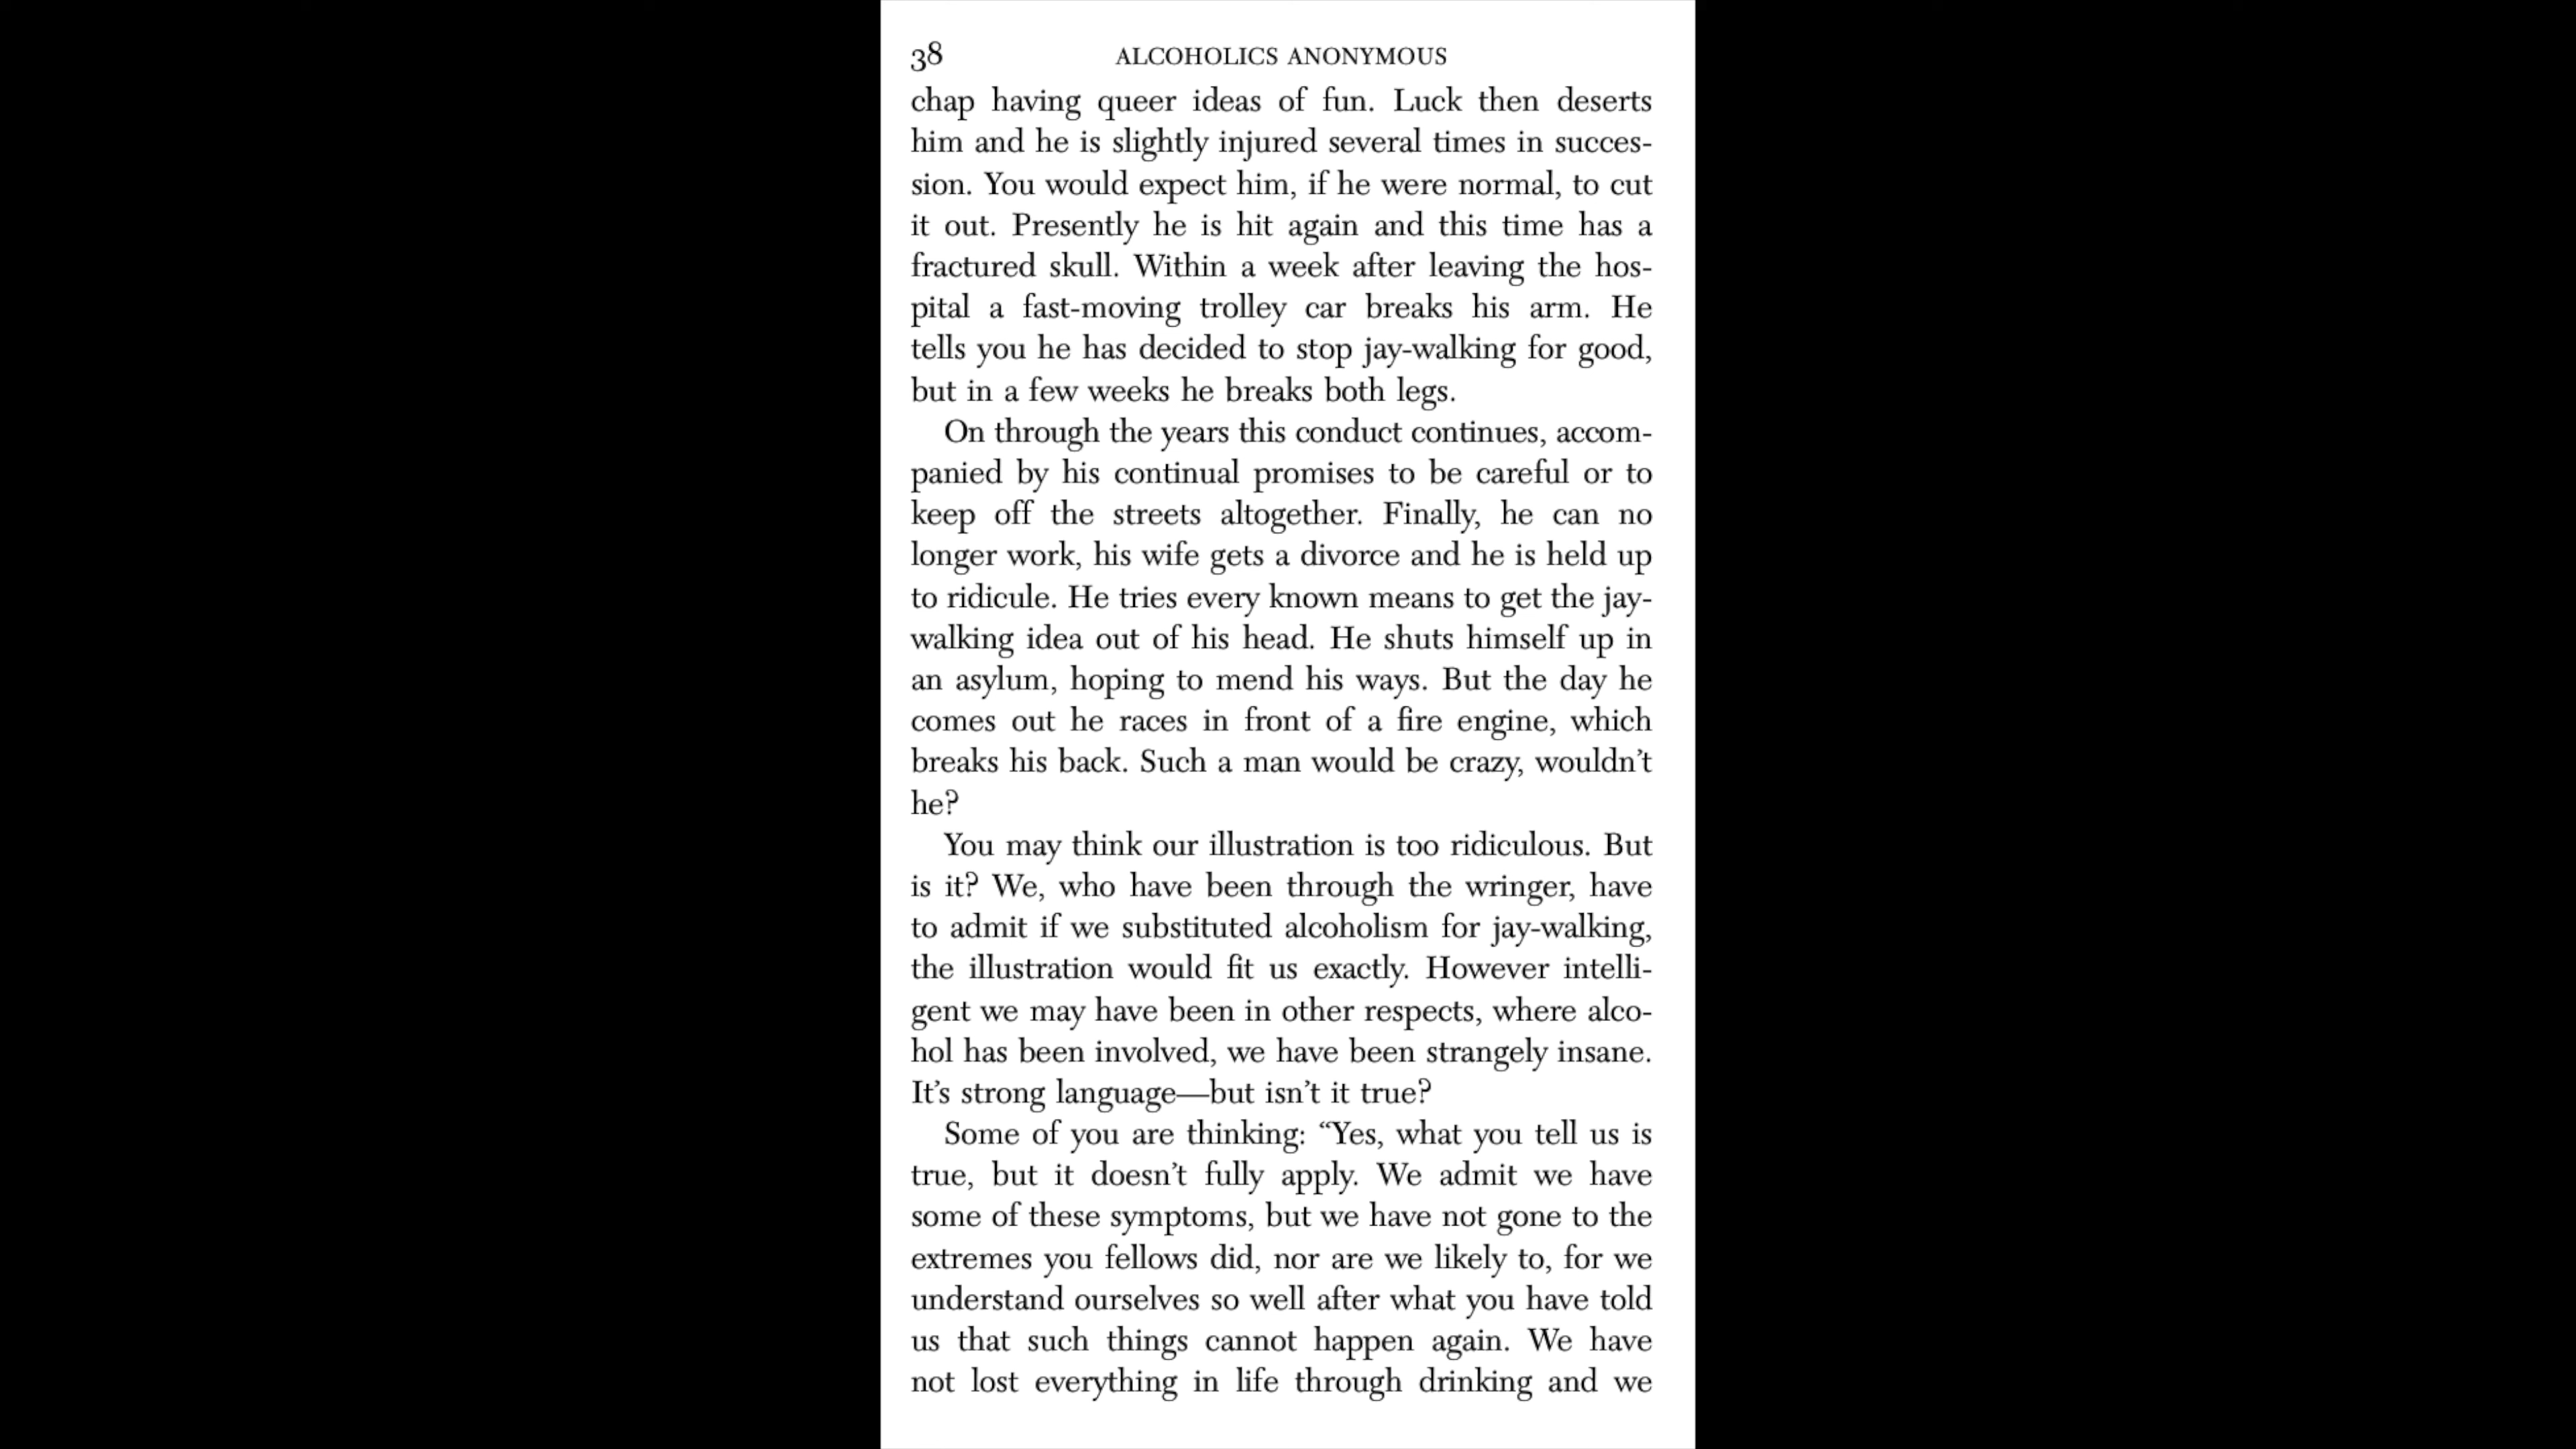 38 ALCOHOLICS ANONYMOUS
chap having queer ideas of fun. Luck then deserts
him and he is slightly injured several times in succes-
sion. You would expect him, if he were normal, to cut
it out. Presently he is hit again and this time has a
fractured skull. Within a week after leaving the hos-
pital a fast-moving trolley car breaks his arm. He
tells you he has decided to stop jay-walking for good,
but in a few weeks he breaks both legs.
On through the years this conduct continues, accom-
panied by his continual promises to be careful or to
keep off the streets altogether. Finally, he can no
longer work, his wife gets a divorce and he is held up
to ridicule. He tries every known means to get the jay-
walking idea out of his head. He shuts himself up in
an asylum, hoping to mend his ways. But the day he
comes out he races in front of a fire engine, which
breaks his back. Such a man would be crazy, wouldn’t
he?
You may think our illustration is too ridiculous. But
is it? We, who have been through the wringer, have
to admit if we substituted alcoholism for jay-walking,
the illustration would fit us exactly. However intelli-
gent we may have been in other respects, where alco-
hol has been involved, we have been strangely insane.
It’s strong language—but isn’t it true?
Some of you are thinking: “Yes, what you tell us is
true, but it doesn’t fully apply. We admit we have
some of these symptoms, but we have not gone to the
extremes you fellows did, nor are we likely to, for we
understand ourselves so well after what you have told
us that such things cannot happen again. We have
not lost everything in life through drinking and we